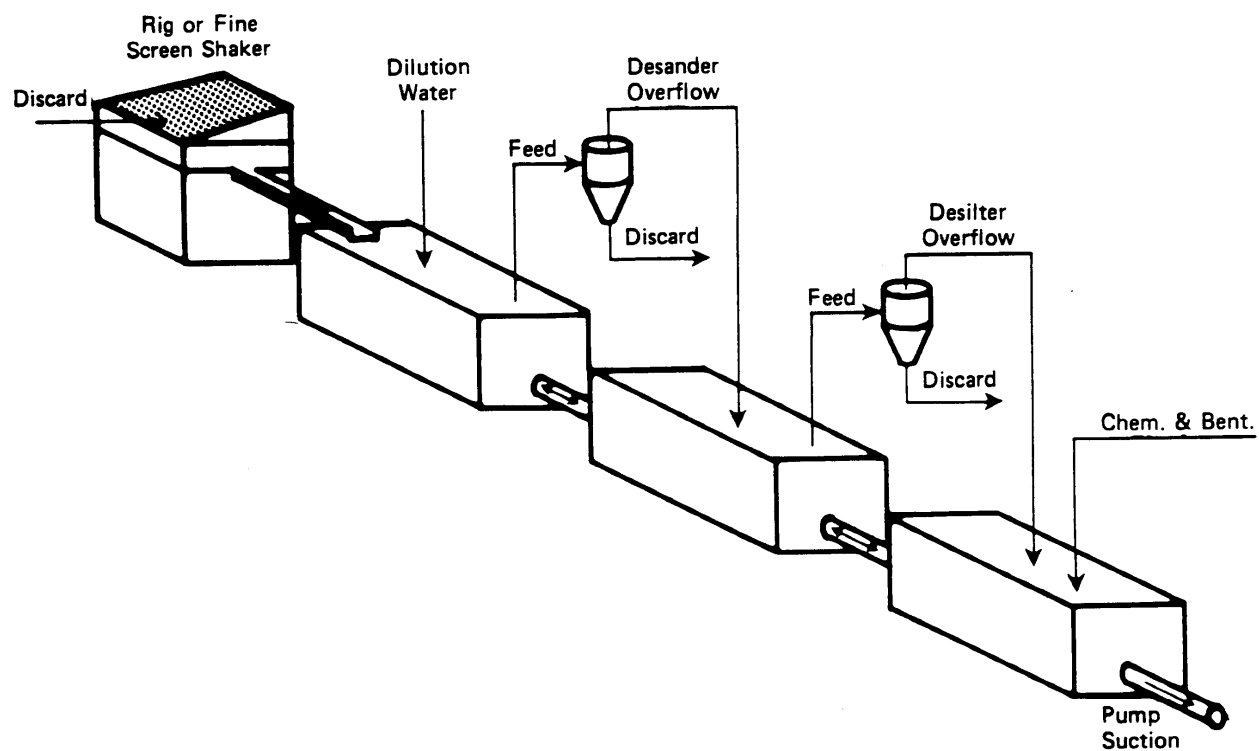 Rig or Fine
Screen Shaker
Discard
Dilution
Water
Desander
Overflow
Feed
Discard
Desilter
Overflow
Feed
Discard
Chem. & Bent.
Pump
Suction